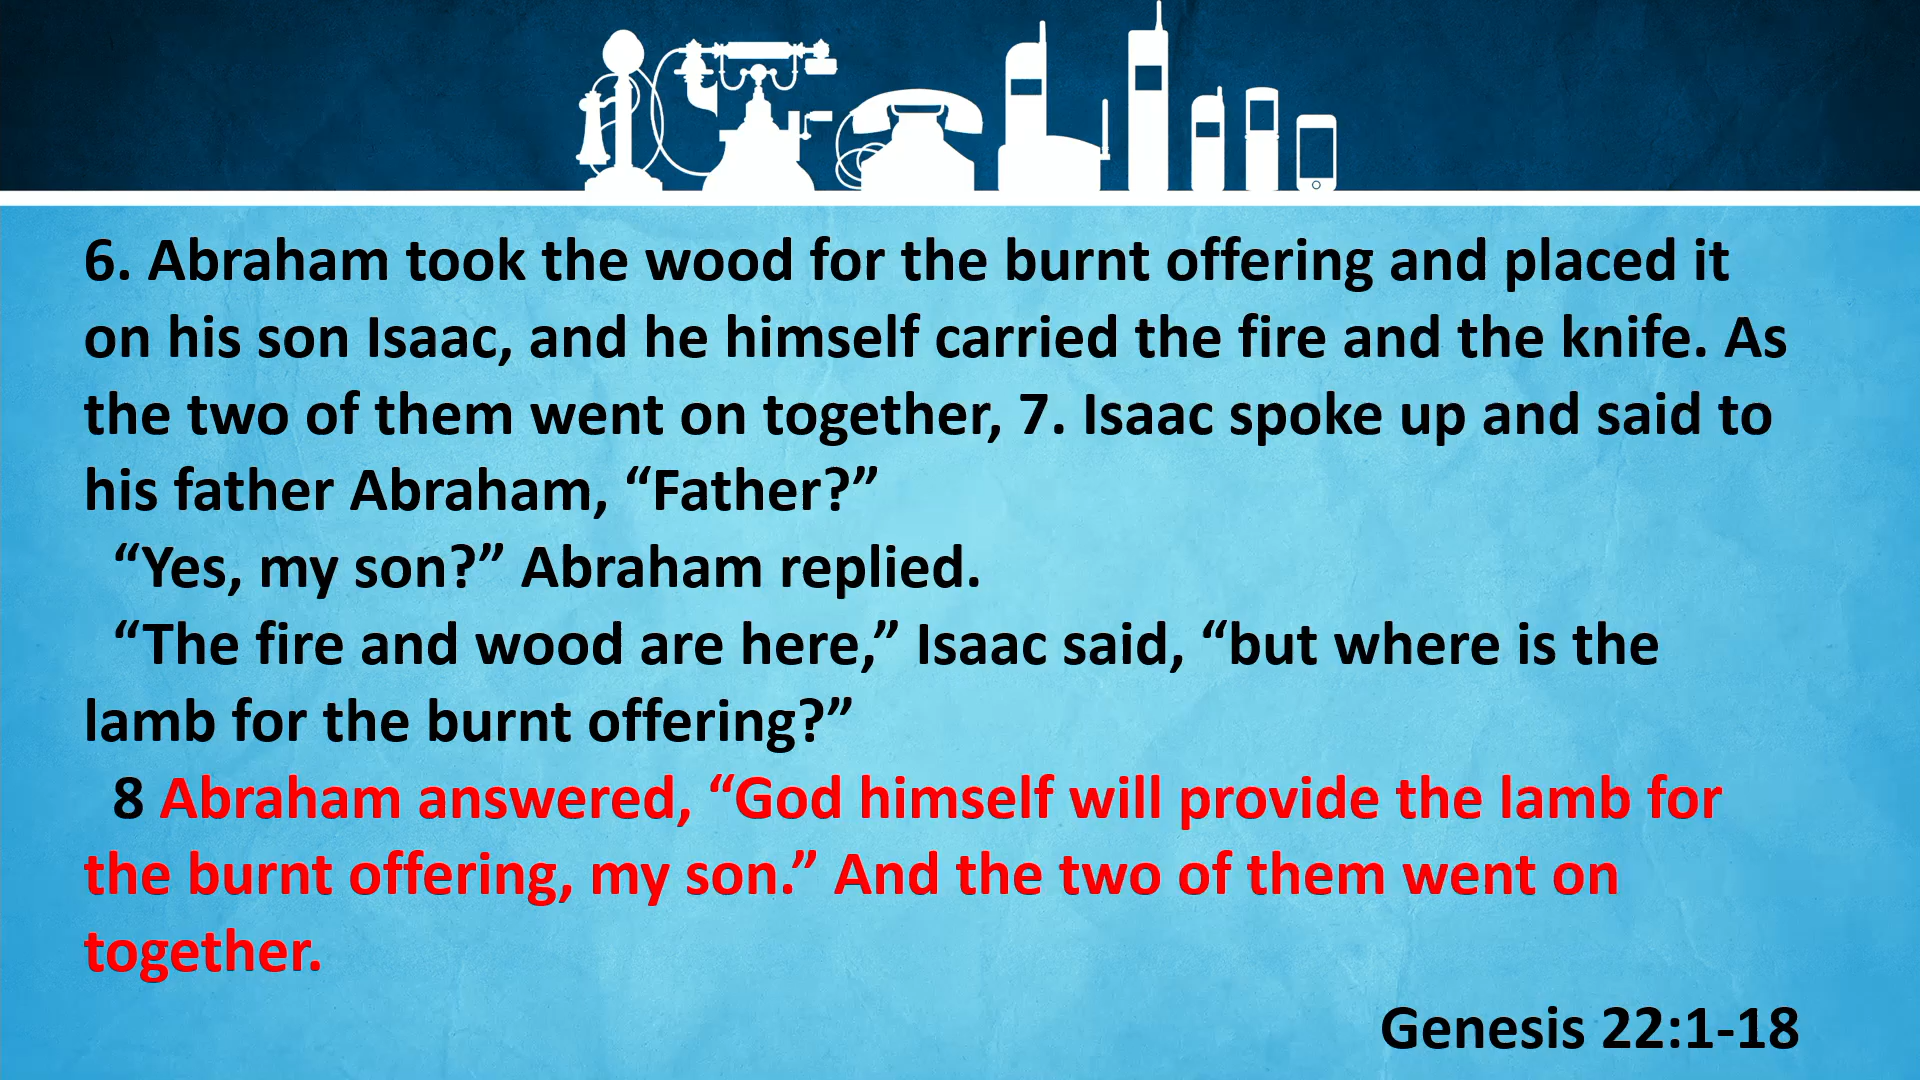 6. Abraham took the wood for the burnt offering and placed it
on his son Isaac, and he himself carried the fire and the knife. As
the two of them went on together, 7. Isaac spoke up and said to
his father Abraham, “Father?”
“Yes, my son?” Abraham replied.
“The fire and wood are here,” Isaac said, “but where is the
lamb for the burnt offering?”
8 Abraham answered, “God himself will provide the lamb for
the burnt offering, my son.” And the two of them went on
together.
Genesis 22:1-18